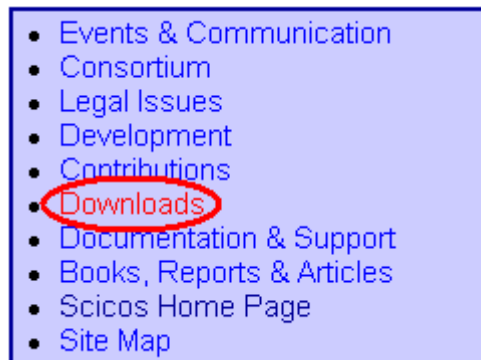 Events & Communication
Consortium
Legal Issues
Development
Contributions
Downloads
Documentation & Support
Books, Reports & Articles
Scicos Home Page
Site Map